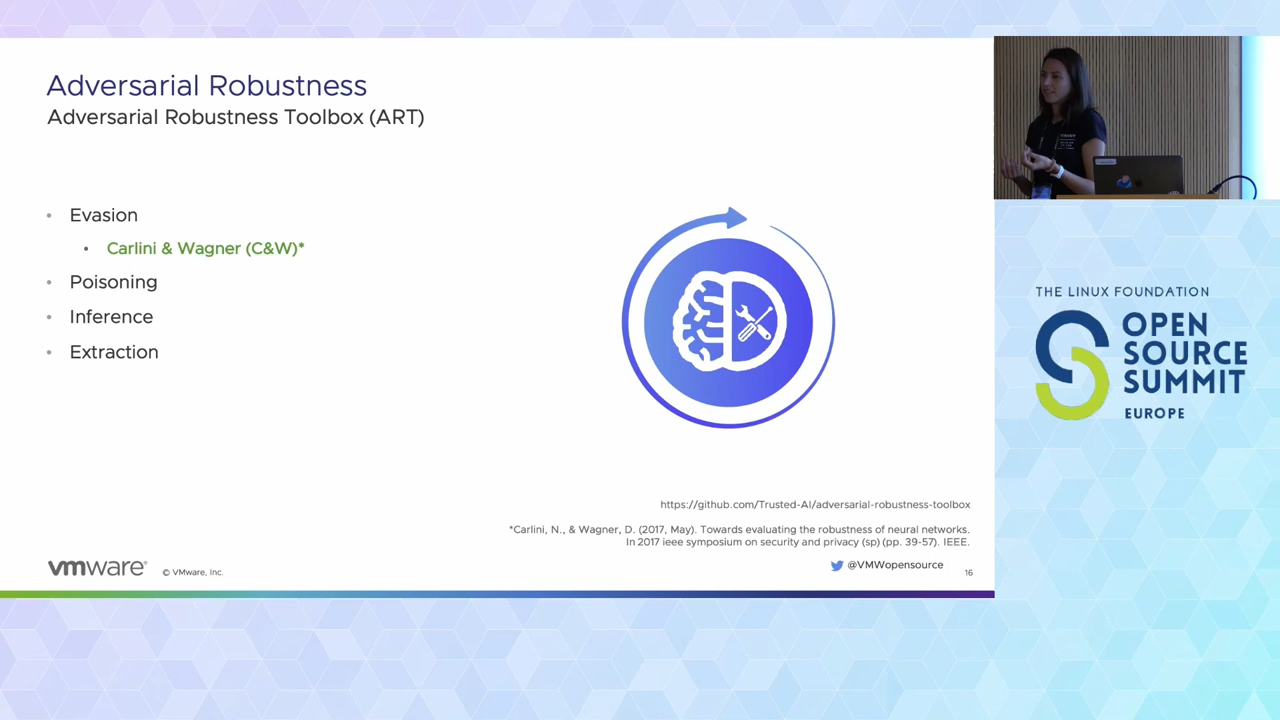 Adversarial Robustness
Adversarial Robustness Toolbox (ART)
• Evasion
• Carlini & Wagner (C&W)*
• Poisoning
• Inference
• Extraction
https://github.com/Trusted-AI/adversarial-robustness-toolbox
*Carlini, N., & Wagner, D. (2017, May). Towards evaluating the robustness of neural networks.
In 2017 ieee symposium on security and privacy (sp) (pp. 39-57). IEEE.
vmware®
© VMware, Inc.
@VMWopensource
16
THE LINUX FOUNDATION
OPEN
SOURCE
SUMMIT
EUROPE